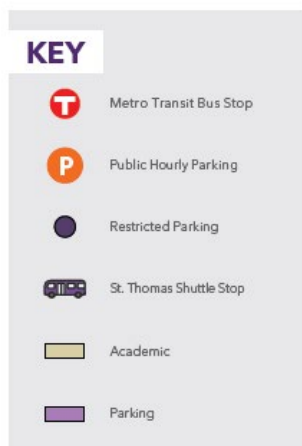 KEY
T Metro Transit Bus Stop
P Public Hourly Parking
Restricted Parking
St. Thomas Shuttle Stop
Academic
Parking